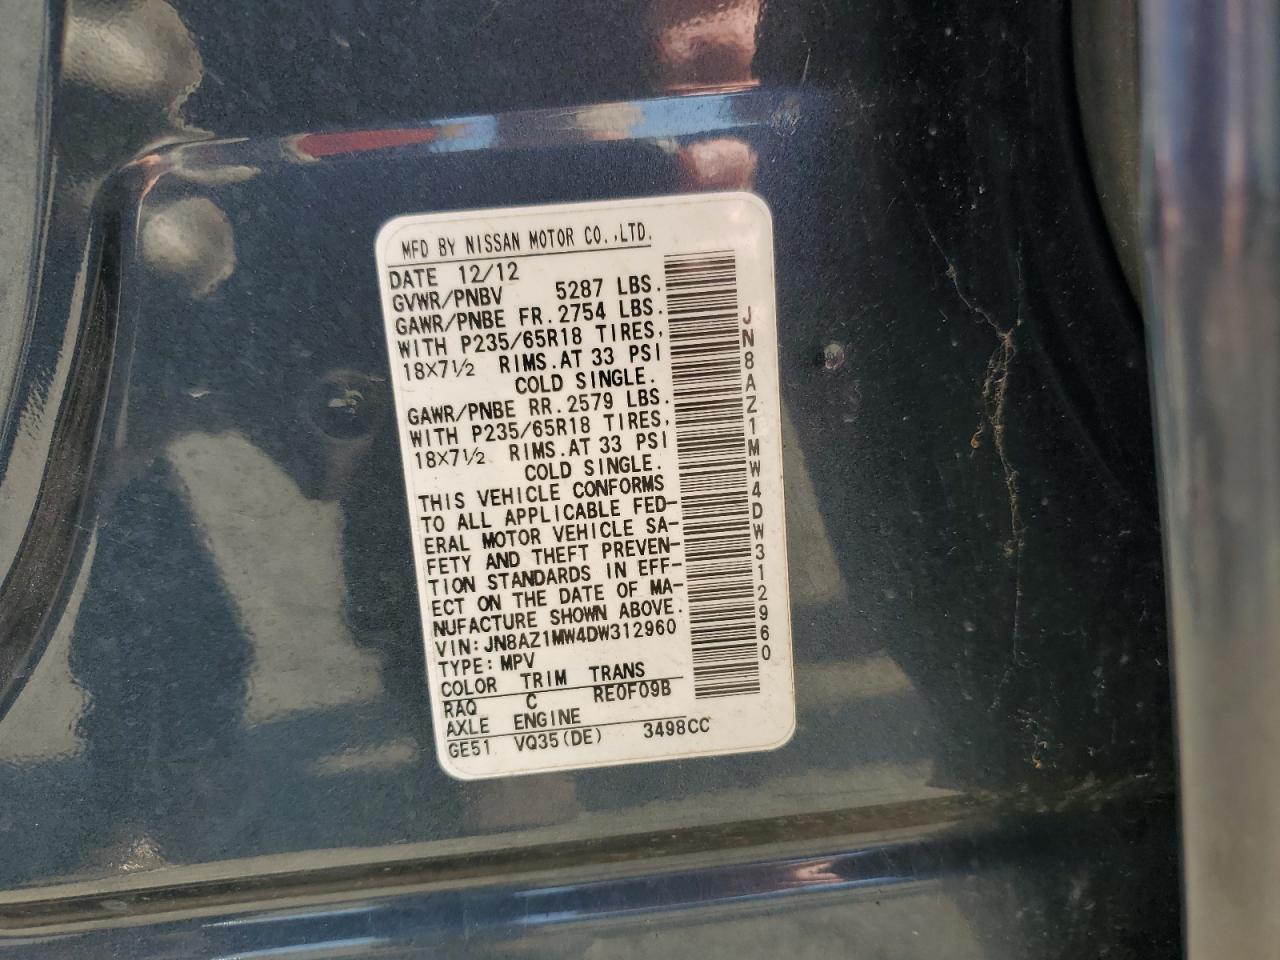 MFD BY NISSAN MOTOR CO.,LTD.
DATE 12/12
GVWR/PNBV 5287 LBS.
GAWR/PNBE FR. 2754 LBS.
WITH P235/65R18 TIRES,
18X7½ RIMS. AT 33 PSI
COLD SINGLE.
GAWR/PNBE RR. 2579 LBS.
WITH P235/65R18 TIRES,
18X7½ RIMS. AT 33 PSI
COLD SINGLE.
THIS VEHICLE CONFORMS
TO ALL APPLICABLE FED-
ERAL MOTOR VEHICLE SA-
FETY AND THEFT PREVEN-
TION STANDARDS IN EFF-
ECT ON THE DATE OF MA-
NUFACTURE SHOWN ABOVE.
VIN: JN8AZ1MW4DW312960
TYPE: MPV
COLOR TRIM TRANS
RAQ C RE0F09B
AXLE ENGINE
GE51 VQ35(DE) 3498CC
JN8AZ1MW4DW312960